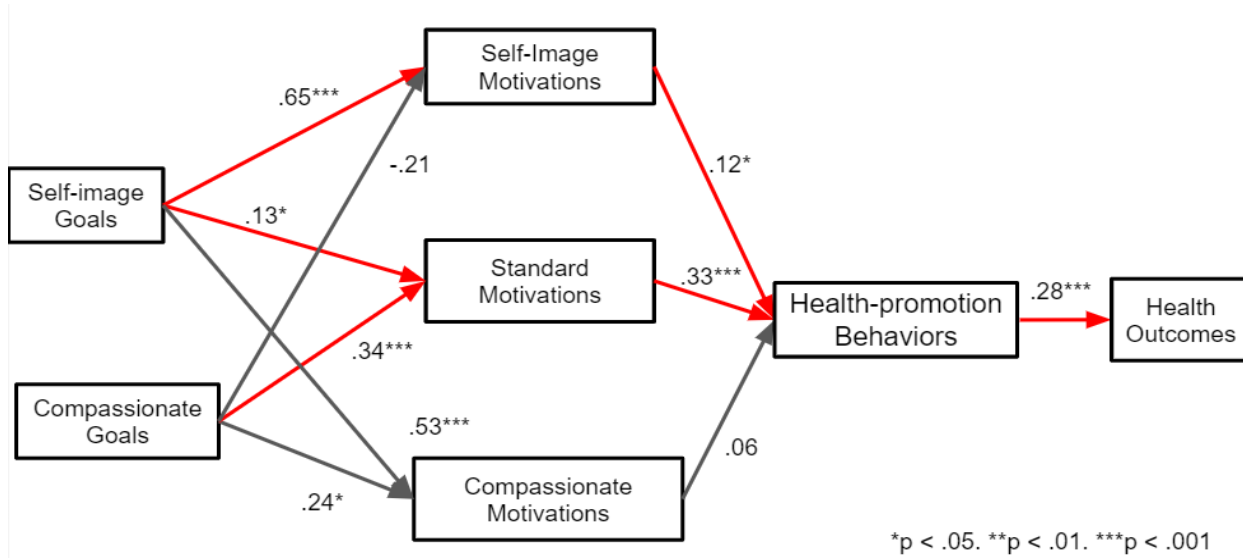 Self-Image
Motivations
.65***
-.21
.12*
Self-image
Goals
.13*
Standard
Motivations
.33***
Health-promotion
Behaviors
.28***
Health
Outcomes
.34***
Compassionate
Goals
.53***
.24*
Compassionate
Motivations
.06
*p < .05. **p < .01. ***p < .001